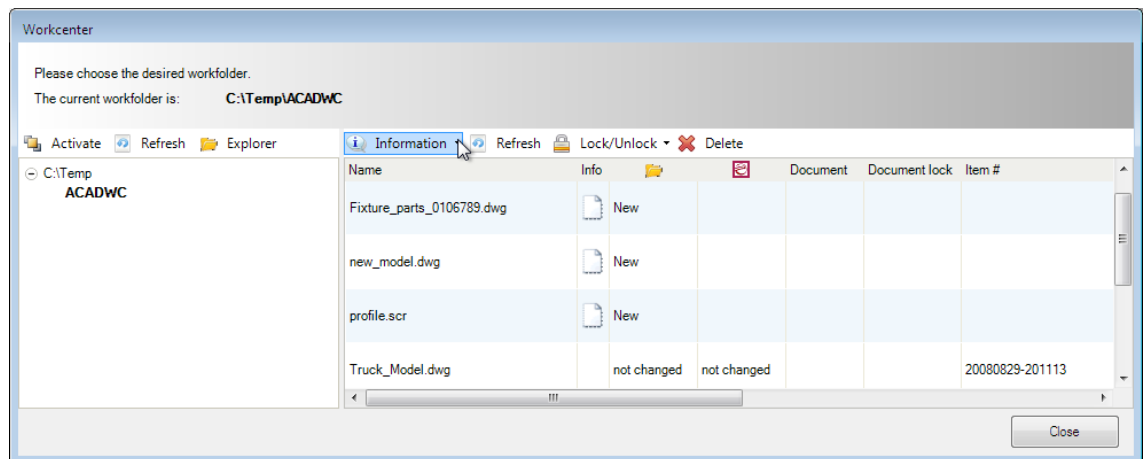 Workcenter
Please choose the desired workfolder.
The current workfolder is: C:\Temp\ACADWC
Activate Refresh Explorer Information Refresh Lock/Unlock Delete
C:\Temp
ACADWC
Name Info Document Document lock Item #
Fixture_parts_0106789.dwg New
new_model.dwg New
profile.scr New
Truck_Model.dwg not changed not changed 20080829-201113
Close